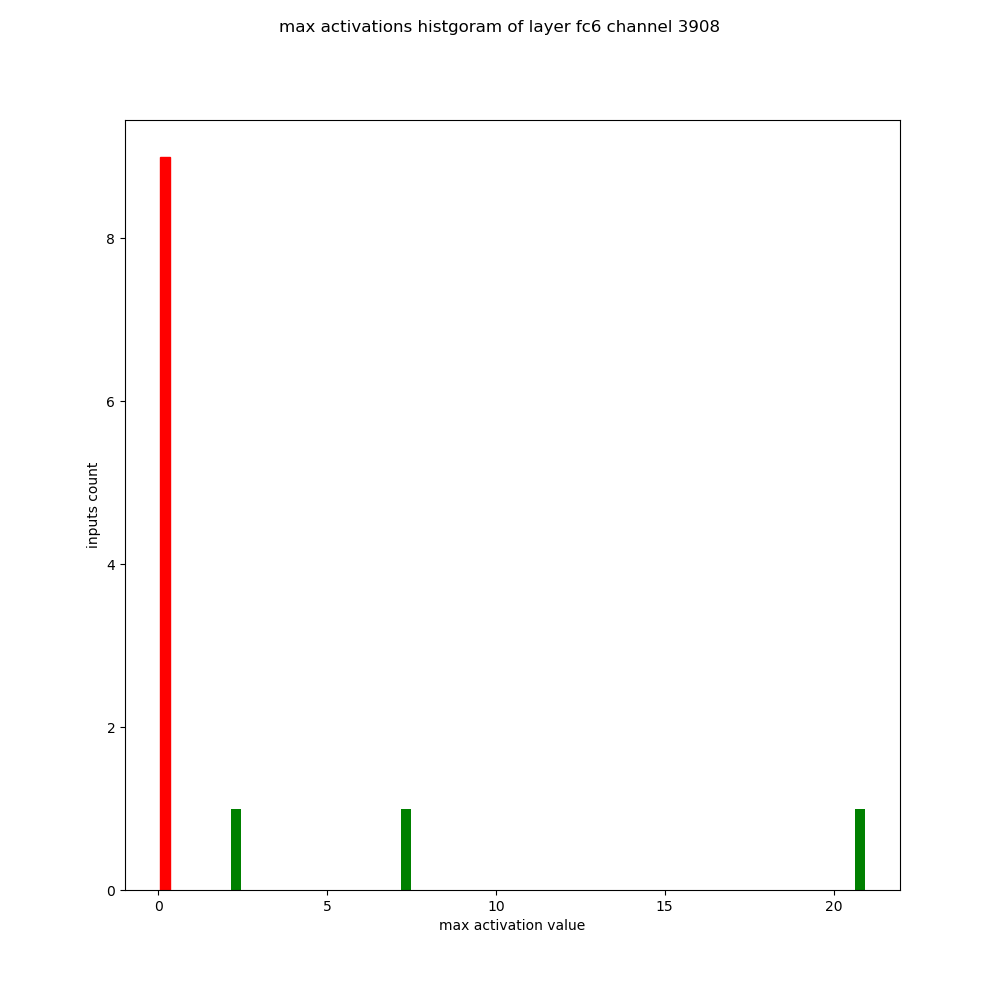 max activations histgoram of layer fc6 channel 3908
8
6
4
2
0
inputs count
0 5 10 15 20
max activation value